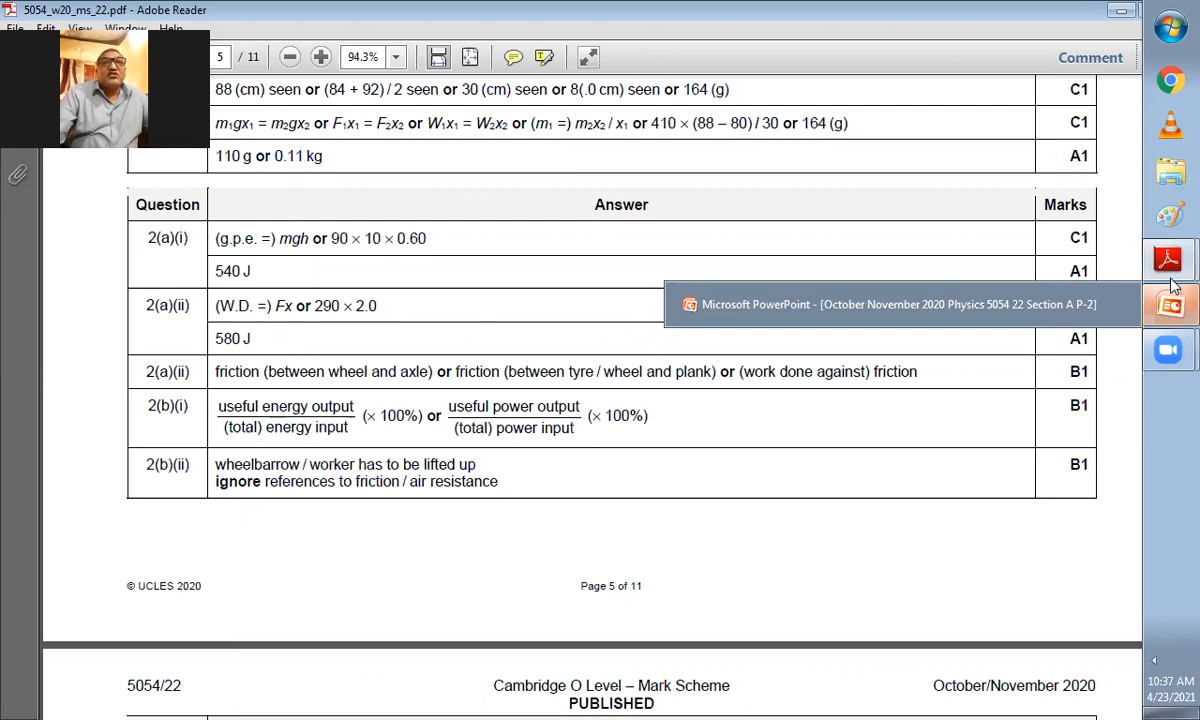 5054_w20_ms_22.pdf - Adobe Reader
File Edit View Window Help
5 / 11 94.3% Comment
88 (cm) seen or (84 + 92) / 2 seen or 30 (cm) seen or 8(.0 cm) seen or 164 (g) C1
m₁gx₁ = m₂gx₂ or F₁x₁ = F₂x₂ or W₁x₁ = W₂x₂ or (m₁ =) m₂x₂ / x₁ or 410 × (88 – 80) / 30 or 164 (g) C1
110 g or 0.11 kg A1
Question Answer Marks
2(a)(i) (g.p.e. =) mgh or 90 × 10 × 0.60 C1
540 J A1
2(a)(ii) (W.D. =) Fx or 290 × 2.0
Microsoft PowerPoint - [October November 2020 Physics 5054 22 Section A P-2]
580 J A1
2(a)(ii) friction (between wheel and axle) or friction (between tyre / wheel and plank) or (work done against) friction B1
2(b)(i) useful energy output / (total) energy input (× 100%) or useful power output / (total) power input (× 100%) B1
2(b)(ii) wheelbarrow / worker has to be lifted up B1
ignore references to friction / air resistance
© UCLES 2020 Page 5 of 11
5054/22 Cambridge O Level – Mark Scheme October/November 2020
PUBLISHED
10:37 AM
4/23/2021